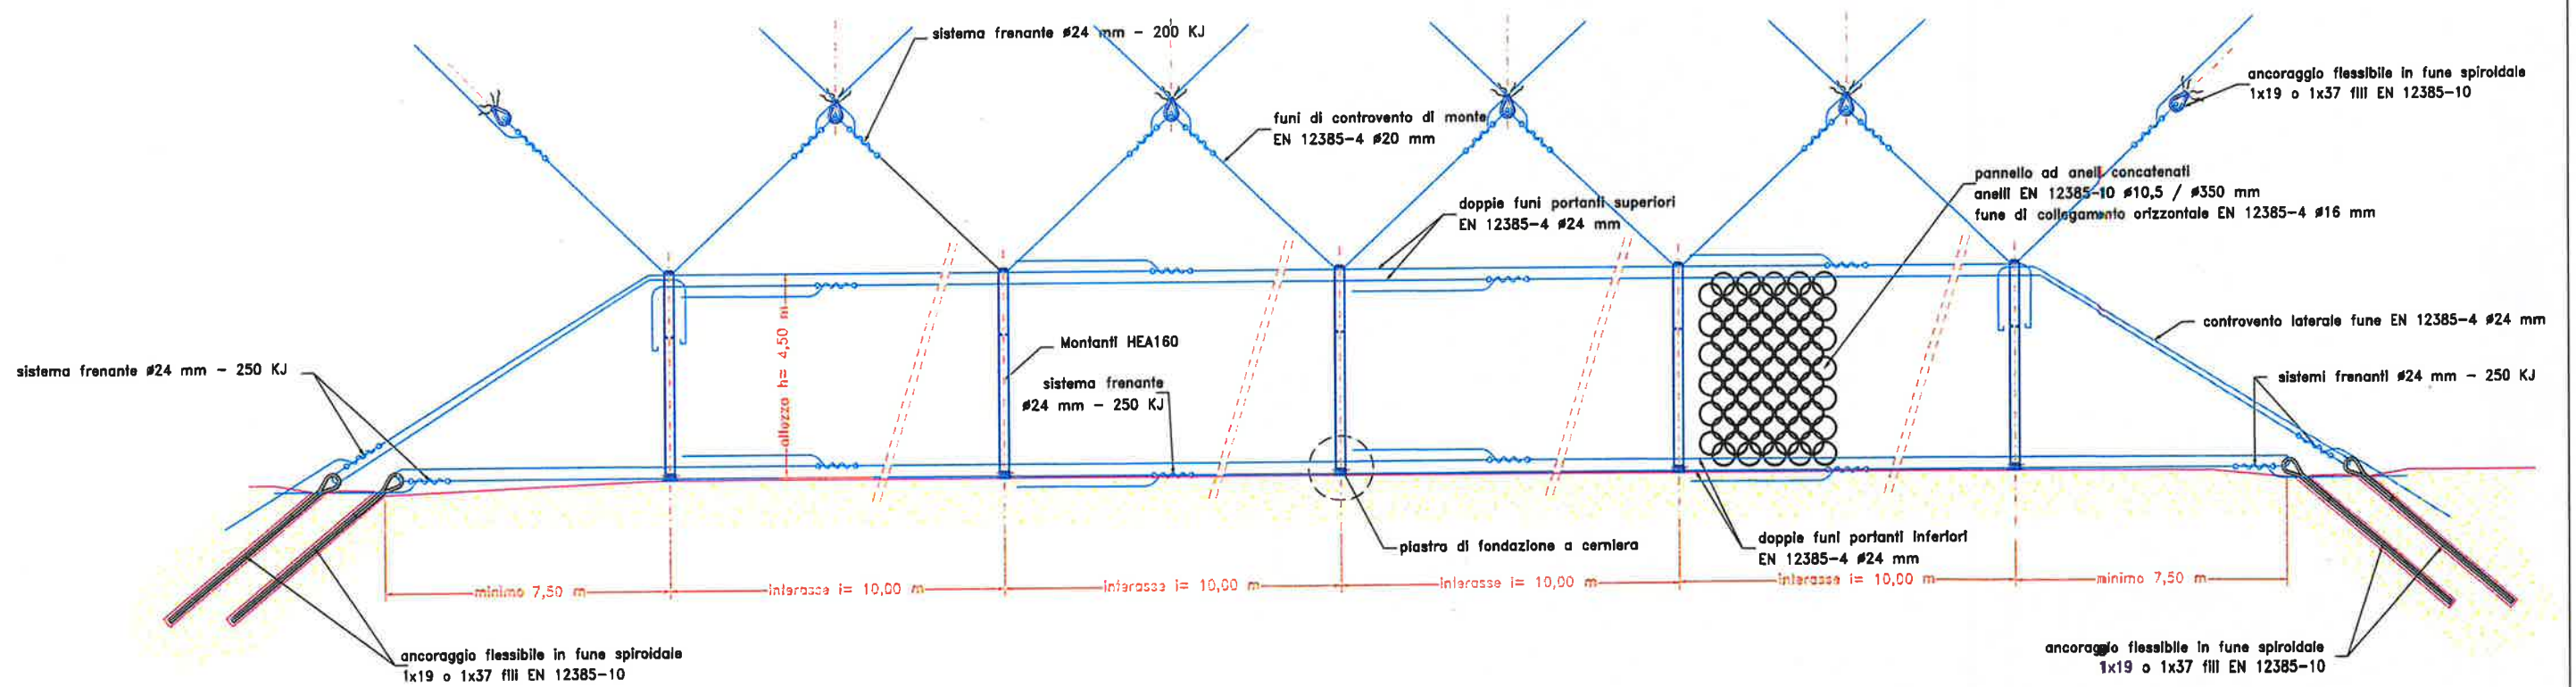 sistema frenante ø24 mm - 200 KJ
ancoraggio flessibile in fune spiroidale
1x19 o 1x37 fili EN 12385-10
funi di controvento di monte
EN 12385-4 ø20 mm
pannello ad anelli concatenati
anelli EN 12385-10 ø10,5 / ø350 mm
fune di collegamento orizzontale EN 12385-4 ø16 mm
doppie funi portanti superiori
EN 12385-4 ø24 mm
controvento laterale fune EN 12385-4 ø24 mm
Montanti HEA160
altezza h= 4,50 m
sistema frenante ø24 mm - 250 KJ
sistema frenante
ø24 mm - 250 KJ
sistemi frenanti ø24 mm - 250 KJ
piastra di fondazione a cerniera
doppie funi portanti inferiori
EN 12385-4 ø24 mm
minimo 7,50 m
interasse i= 10,00 m
interasse i= 10,00 m
interasse i= 10,00 m
interasse i= 10,00 m
minimo 7,50 m
ancoraggio flessibile in fune spiroidale
1x19 o 1x37 fili EN 12385-10
ancoraggio flessibile in fune spiroidale
1x19 o 1x37 fili EN 12385-10